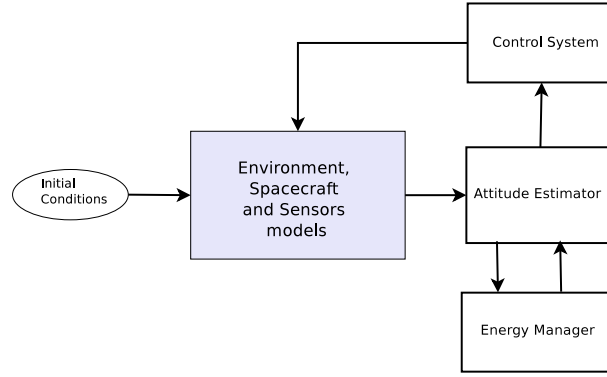 Control System
Initial
Conditions
Environment,
Spacecraft
and Sensors
models
Attitude Estimator
Energy Manager